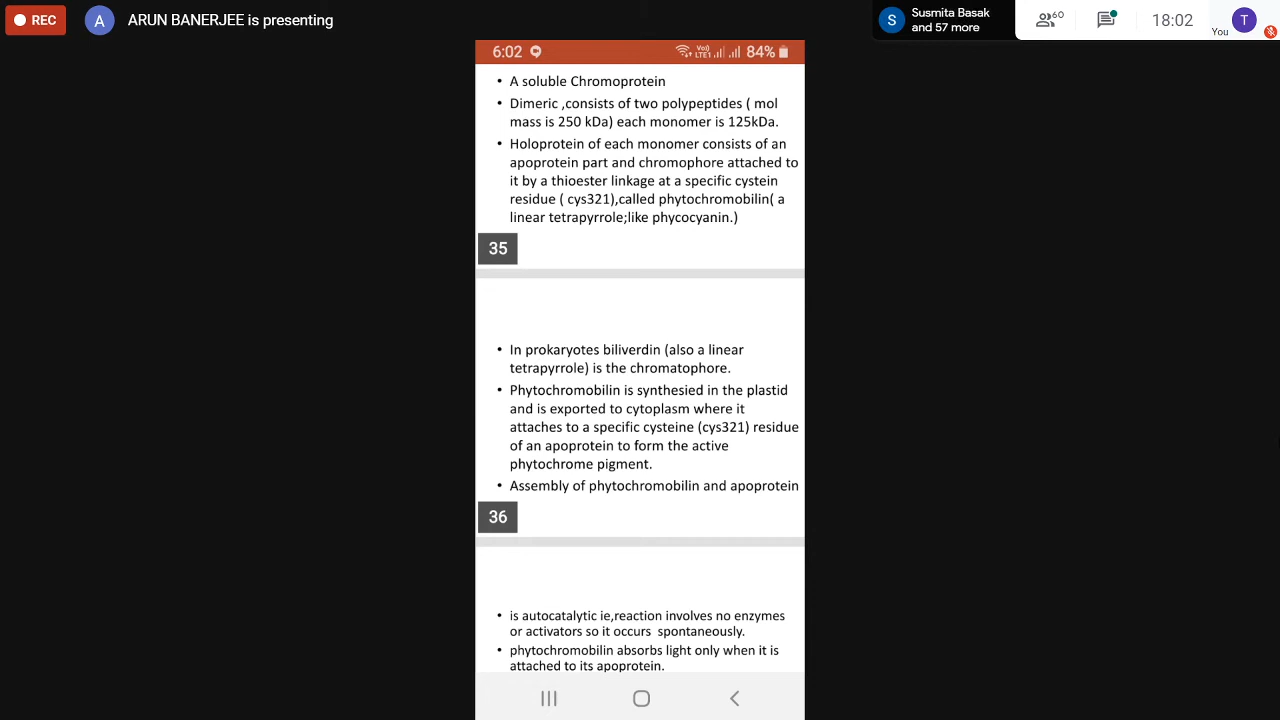 REC
A
ARUN BANERJEE is presenting
S
Susmita Basak
and 57 more
60
18:02
You
T
6:02
Vo)
LTE1
84%
• A soluble Chromoprotein
• Dimeric ,consists of two polypeptides ( mol
mass is 250 kDa) each monomer is 125kDa.
• Holoprotein of each monomer consists of an
apoprotein part and chromophore attached to
it by a thioester linkage at a specific cystein
residue ( cys321),called phytochromobilin( a
linear tetrapyrrole;like phycocyanin.)
35
• In prokaryotes biliverdin (also a linear
tetrapyrrole) is the chromatophore.
• Phytochromobilin is synthesied in the plastid
and is exported to cytoplasm where it
attaches to a specific cysteine (cys321) residue
of an apoprotein to form the active
phytochrome pigment.
• Assembly of phytochromobilin and apoprotein
36
• is autocatalytic ie,reaction involves no enzymes
or activators so it occurs spontaneously.
• phytochromobilin absorbs light only when it is
attached to its apoprotein.